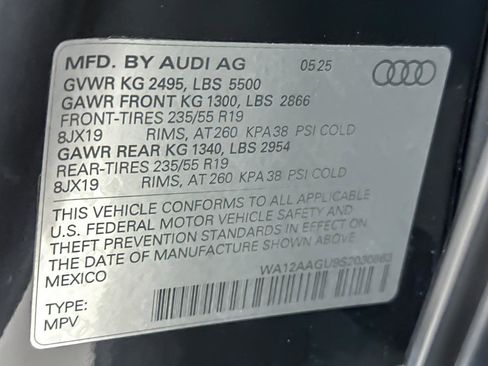 MFD. BY AUDI AG 05 25
GVWR KG 2495, LBS 5500
GAWR FRONT KG 1300, LBS 2866
FRONT-TIRES 235/55 R19
8JX19 RIMS, AT 260 KPA 38 PSI COLD
GAWR REAR KG 1340, LBS 2954
REAR-TIRES 235/55 R19
8JX19 RIMS, AT 260 KPA 38 PSI COLD
THIS VEHICLE CONFORMS TO ALL APPLICABLE
U.S. FEDERAL MOTOR VEHICLE SAFETY AND
THEFT PREVENTION STANDARDS IN EFFECT ON
THE DATE OF MANUFACTURE SHOWN ABOVE.
MEXICO
WA12AAGU9S2030863
TYPE:
MPV